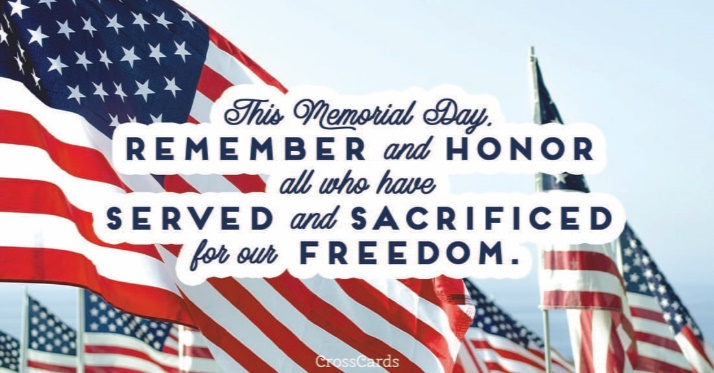 This Memorial Day,
REMEMBER and HONOR
all who have
SERVED and SACRIFICED
for our FREEDOM.
CrossCards